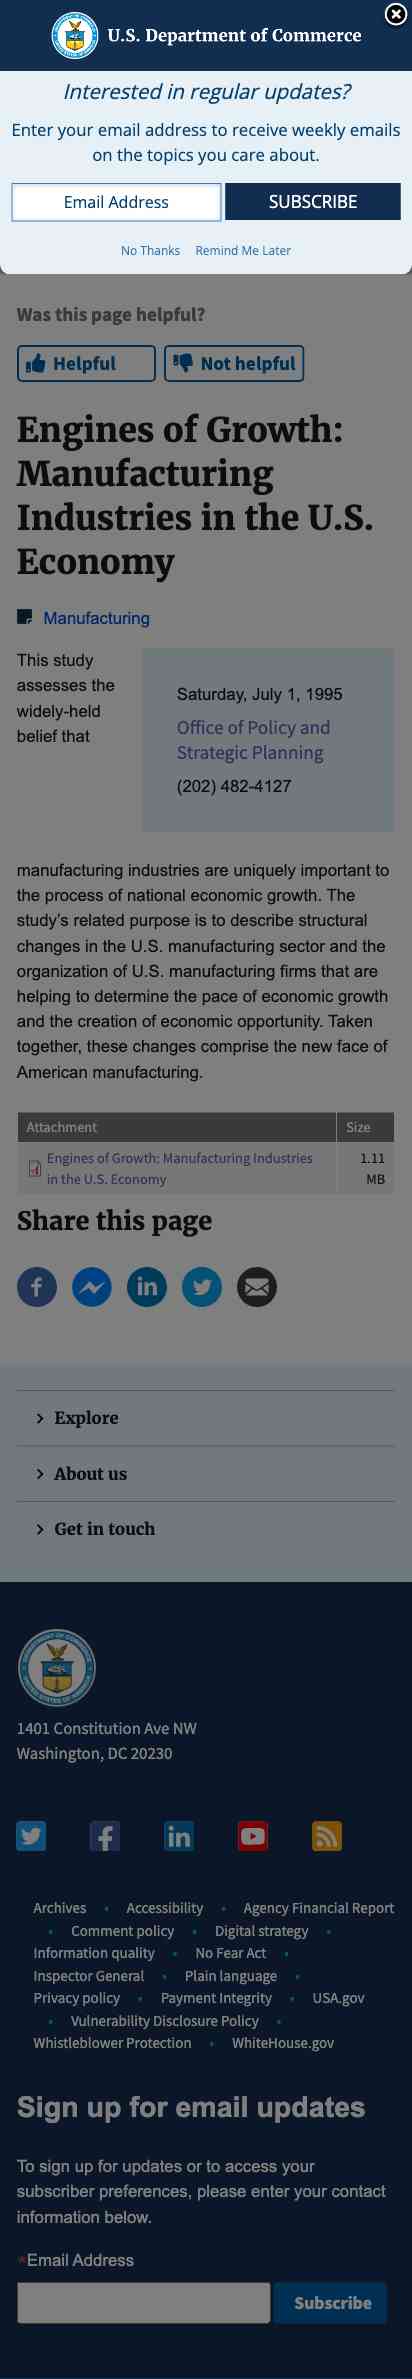 U.S. Department of Commerce
Interested in regular updates?
Enter your email address to receive weekly emails
on the topics you care about.
Email Address
SUBSCRIBE
No Thanks Remind Me Later
Was this page helpful?
Helpful Not helpful
Engines of Growth:
Manufacturing
Industries in the U.S.
Economy
Manufacturing
This study
assesses the
widely-held
belief that
Saturday, July 1, 1995
Office of Policy and
Strategic Planning
(202) 482-4127
manufacturing industries are uniquely important to
the process of national economic growth. The
study's related purpose is to describe structural
changes in the U.S. manufacturing sector and the
organization of U.S. manufacturing firms that are
helping to determine the pace of economic growth
and the creation of economic opportunity. Taken
together, these changes comprise the new face of
American manufacturing.
Attachment Size
Engines of Growth: Manufacturing Industries 1.11
in the U.S. Economy MB
Share this page
Explore
About us
Get in touch
1401 Constitution Ave NW
Washington, DC 20230
Archives • Accessibility • Agency Financial Report
• Comment policy • Digital strategy •
Information quality • No Fear Act •
Inspector General • Plain language •
Privacy policy • Payment Integrity • USA.gov
• Vulnerability Disclosure Policy •
Whistleblower Protection • WhiteHouse.gov
Sign up for email updates
To sign up for updates or to access your
subscriber preferences, please enter your contact
information below.
*Email Address
Subscribe